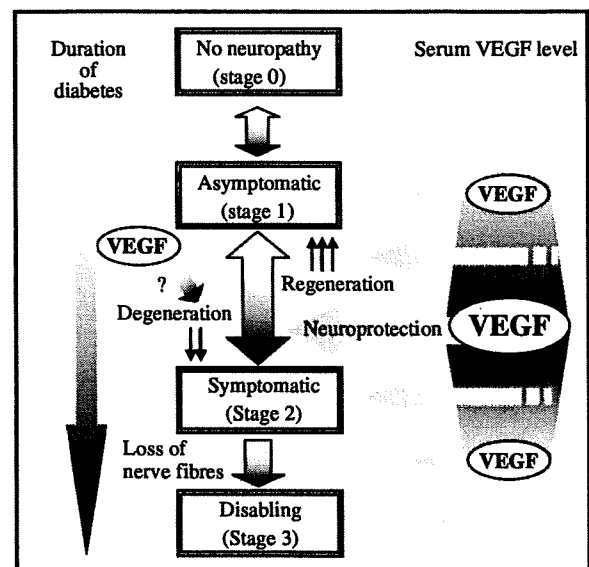 Duration
of
diabetes
No neuropathy
(stage 0)
Serum VEGF level
Asymptomatic
(stage 1)
VEGF
VEGF
?
Degeneration
Regeneration
Neuroprotection
VEGF
Symptomatic
(Stage 2)
Loss of
nerve fibres
VEGF
Disabling
(Stage 3)